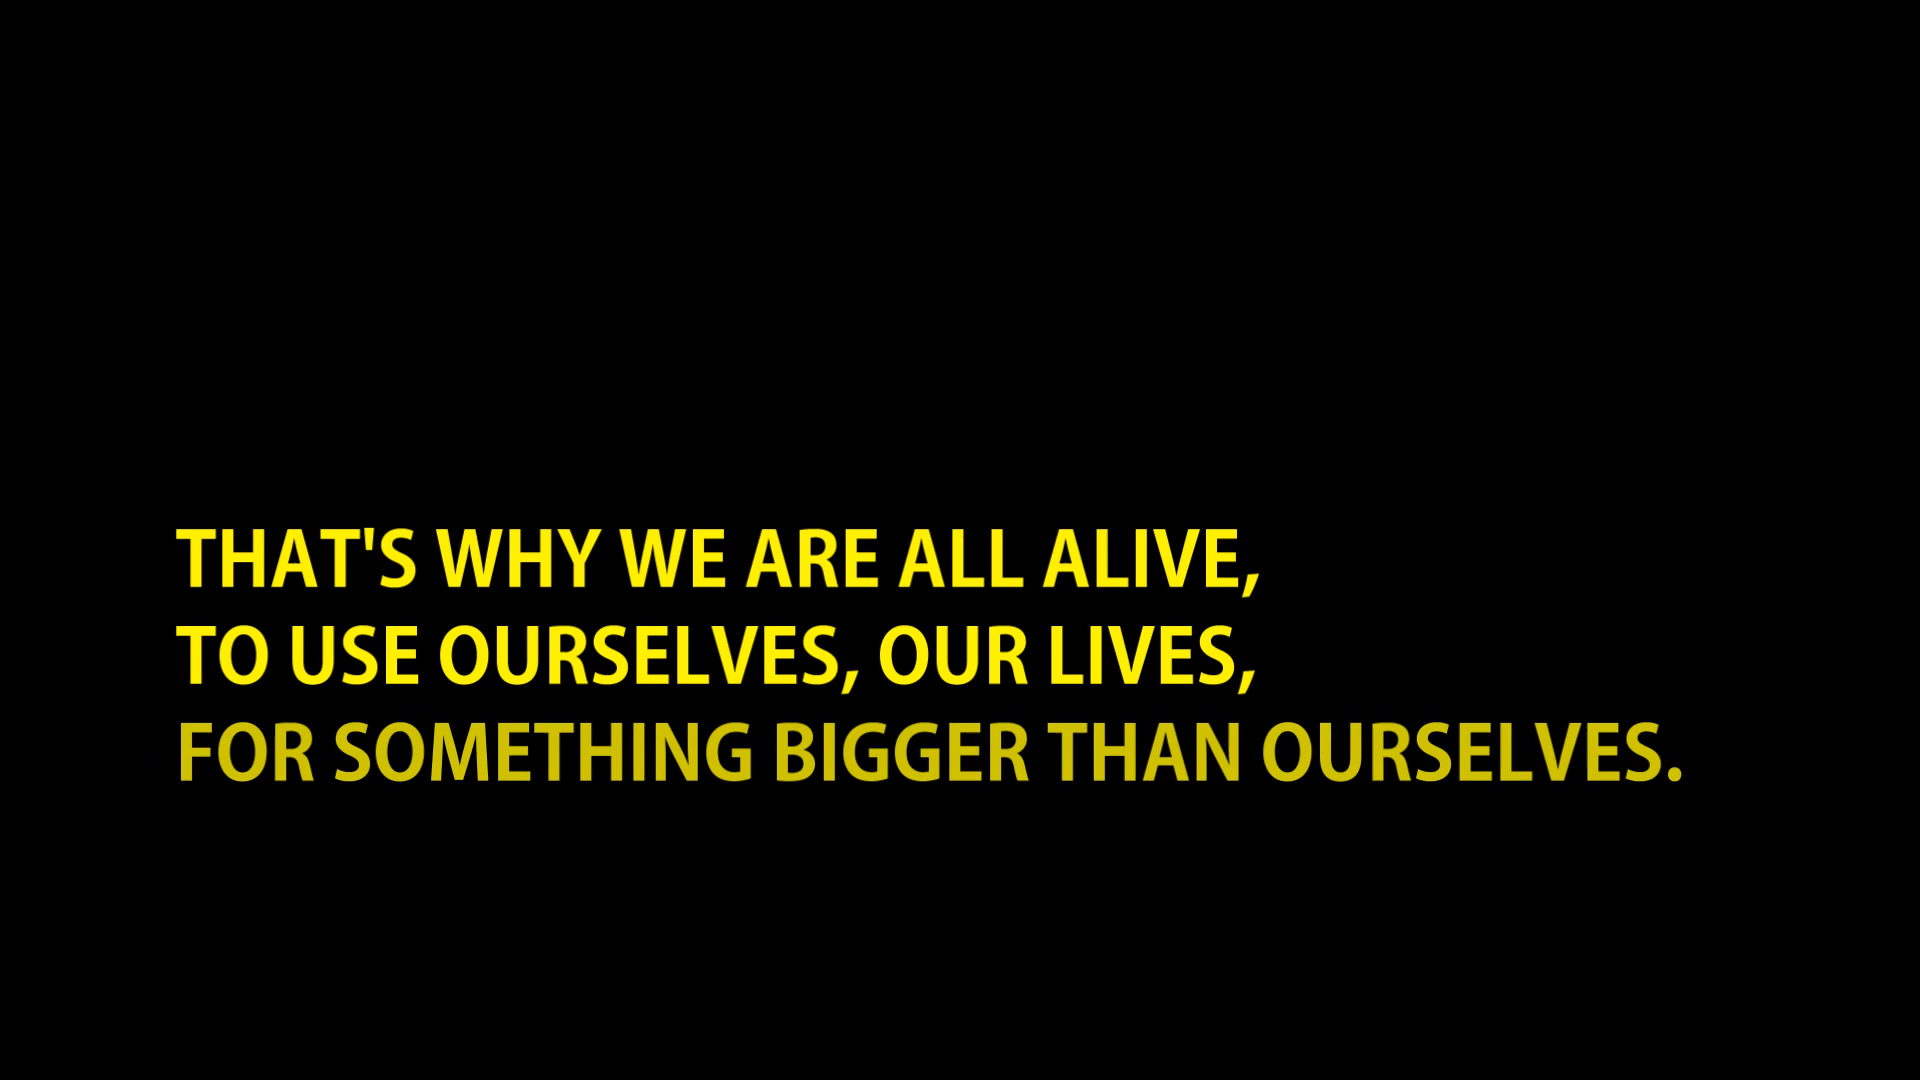 THAT'S WHY WE ARE ALL ALIVE,
TO USE OURSELVES, OUR LIVES,
FOR SOMETHING BIGGER THAN OURSELVES.